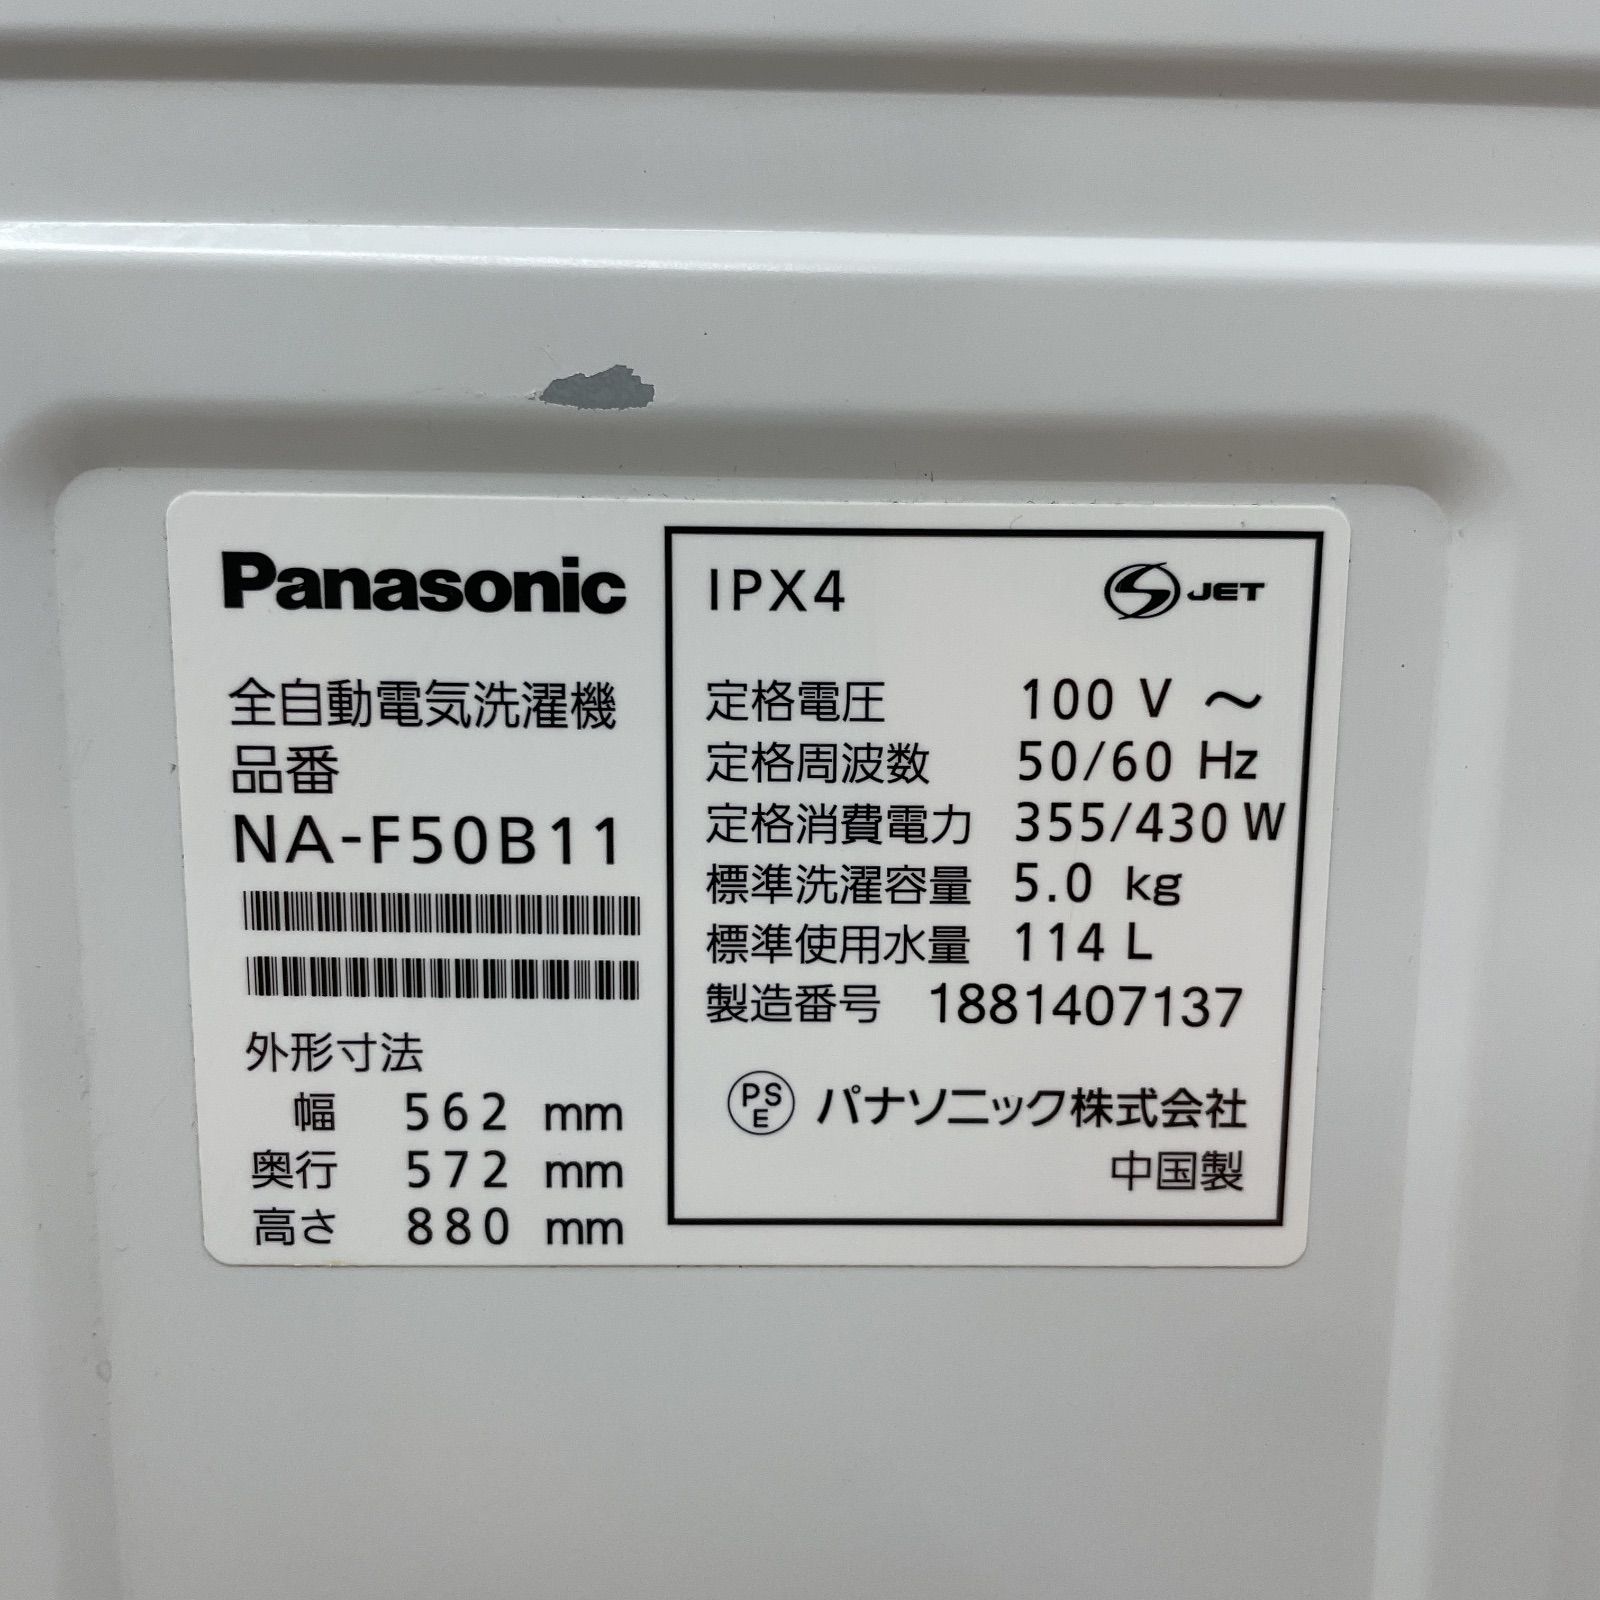 Panasonic
全自動電気洗濯機
品番
NA-F50B11
外形寸法
幅 562 mm
奥行 572 mm
高さ 880 mm
IPX4
S JET
定格電圧 100 V ～
定格周波数 50/60 Hz
定格消費電力 355/430 W
標準洗濯容量 5.0 kg
標準使用水量 114 L
製造番号 1881407137
PSE パナソニック株式会社
中国製